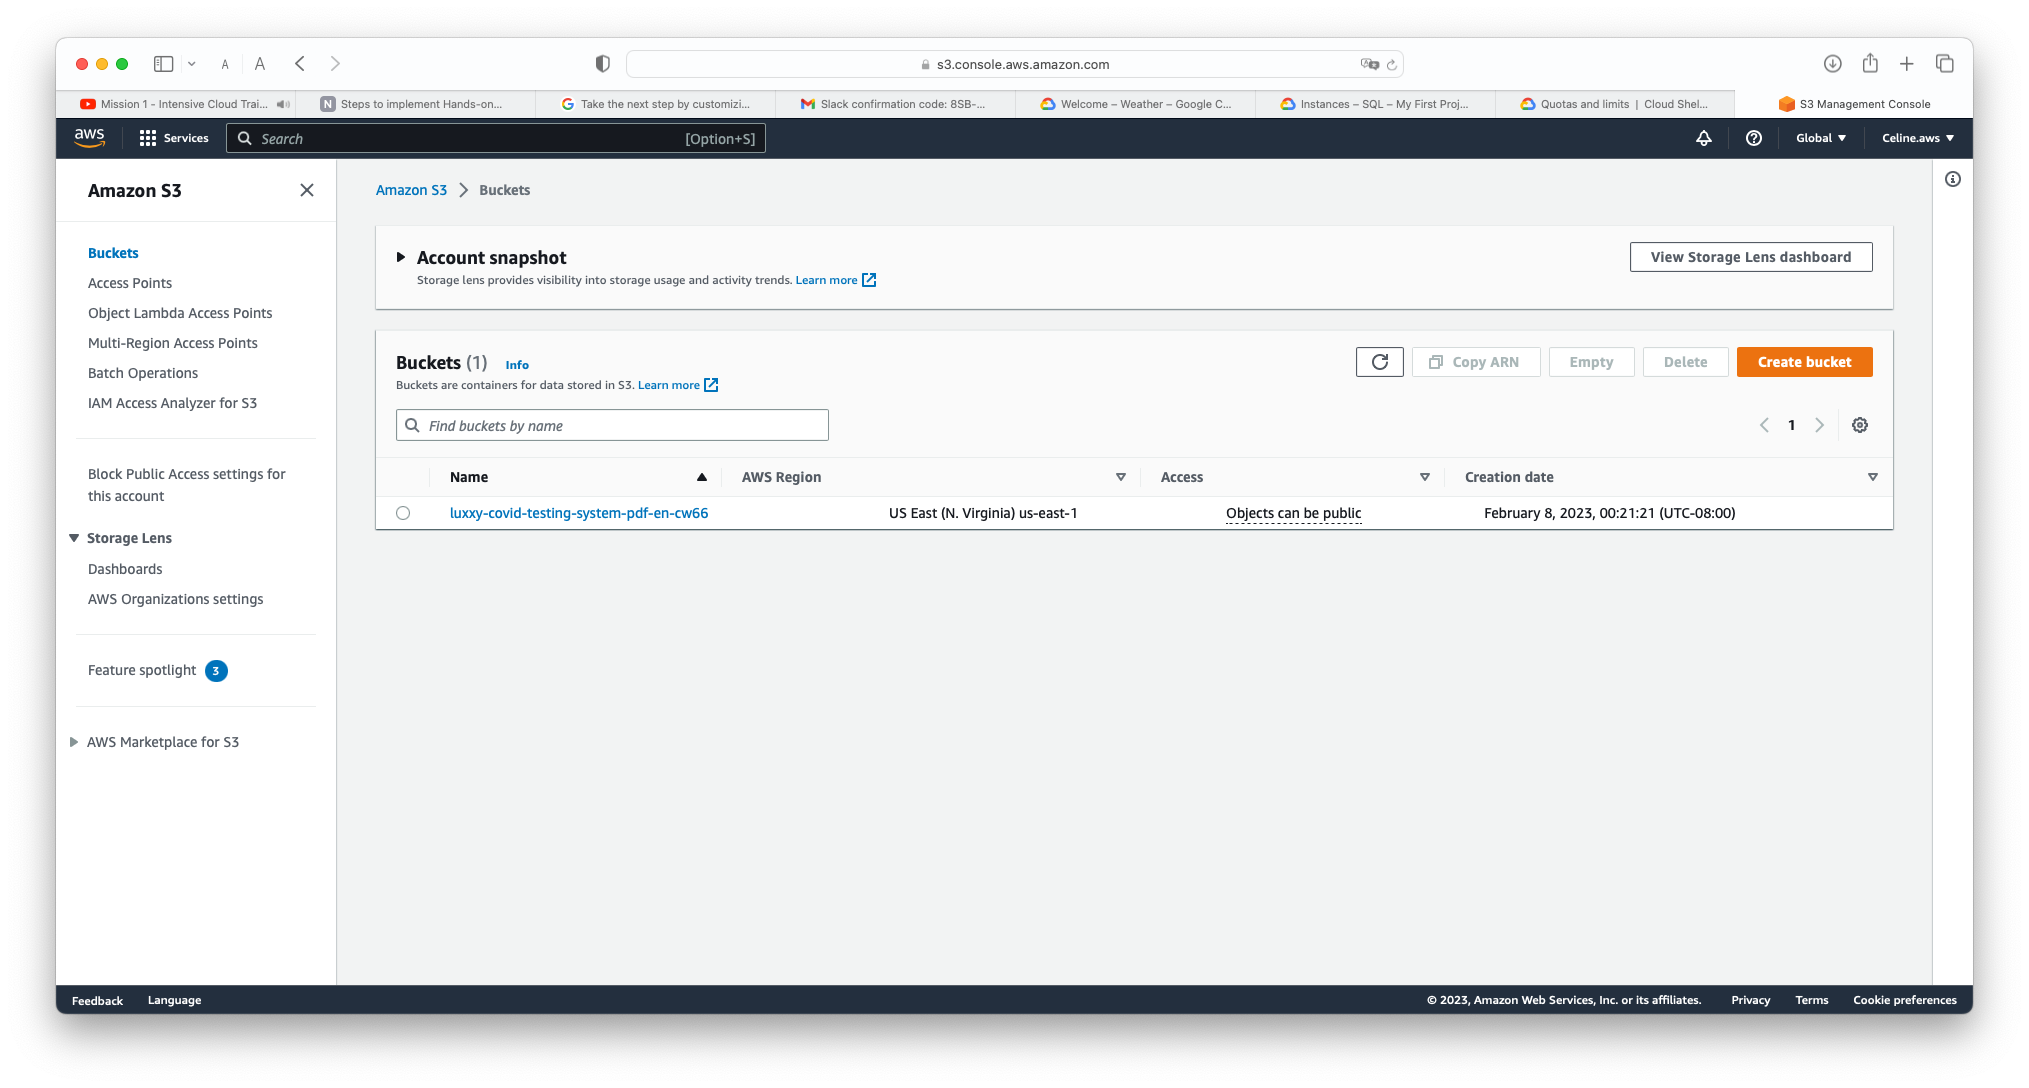 A A
s3.console.aws.amazon.com
Mission 1 - Intensive Cloud Trai...
N Steps to implement Hands-on...
Take the next step by customizi...
Slack confirmation code: 8SB-...
Welcome – Weather – Google C...
Instances – SQL – My First Proj...
Quotas and limits | Cloud Shel...
S3 Management Console
aws
Services
Search
[Option+S]
Global
Celine.aws
Amazon S3
Buckets
Access Points
Object Lambda Access Points
Multi-Region Access Points
Batch Operations
IAM Access Analyzer for S3
Block Public Access settings for
this account
Storage Lens
Dashboards
AWS Organizations settings
Feature spotlight 3
AWS Marketplace for S3
Amazon S3 Buckets
Account snapshot
Storage lens provides visibility into storage usage and activity trends. Learn more
View Storage Lens dashboard
Buckets (1) Info
Buckets are containers for data stored in S3. Learn more
Copy ARN
Empty
Delete
Create bucket
Find buckets by name
1
Name AWS Region Access Creation date
luxxy-covid-testing-system-pdf-en-cw66 US East (N. Virginia) us-east-1 Objects can be public February 8, 2023, 00:21:21 (UTC-08:00)
Feedback Language
© 2023, Amazon Web Services, Inc. or its affiliates. Privacy Terms Cookie preferences